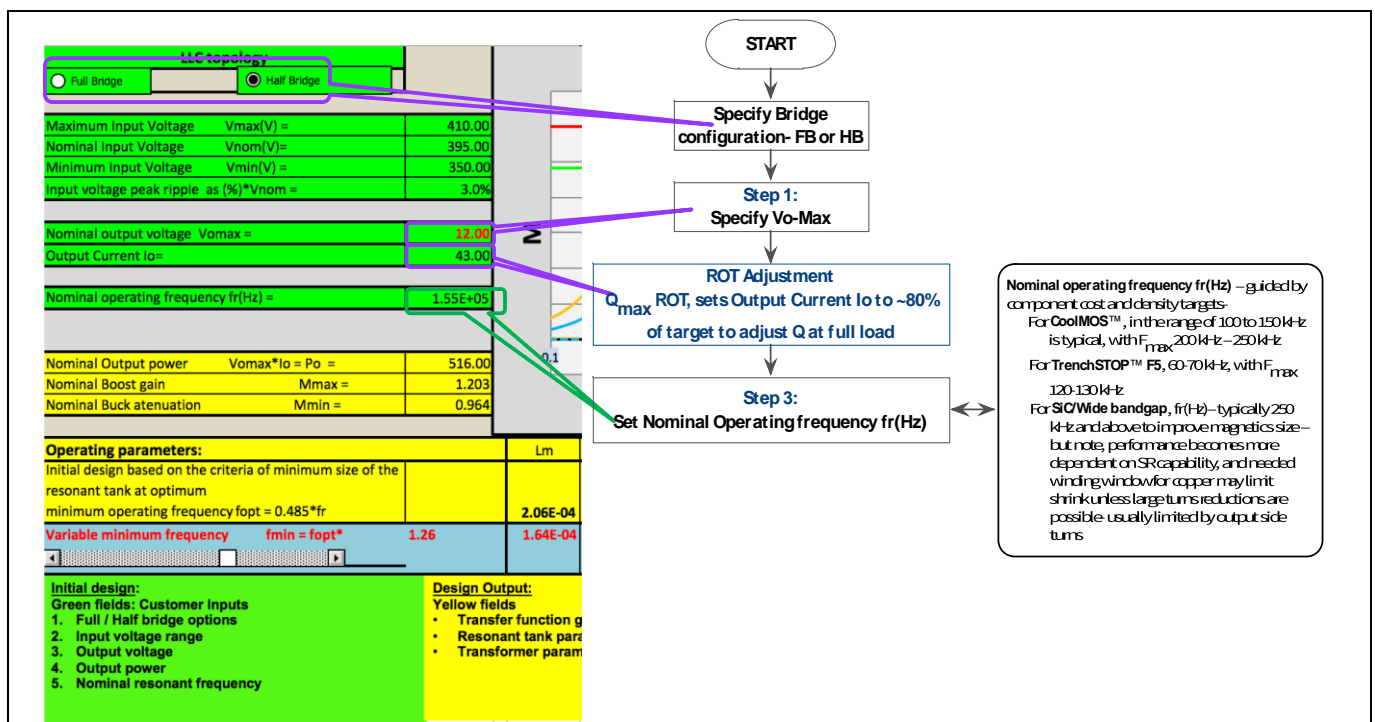 LLC topology
Full Bridge
Half Bridge
Maximum Input Voltage Vmax(V) = 410.00
Nominal Input Voltage Vnom(V)= 395.00
Minimum Input Voltage Vmin(V) = 350.00
Input voltage peak ripple as (%)*Vnom = 3.0%
Nominal output voltage Vomax = 12.00
Output Current Io= 43.00
Nominal operating frequency fr(Hz) = 1.55E+05
Nominal Output power Vomax*Io = Po = 516.00
Nominal Boost gain Mmax = 1.203
Nominal Buck atenuation Mmin = 0.964
0.1
Operating parameters:
Lm
Initial design based on the criteria of minimum size of the
resonant tank at optimum
minimum operating frequency fopt = 0.485*fr
2.06E-04
Variable minimum frequency fmin = fopt* 1.26 1.64E-04
Initial design:
Green fields: Customer Inputs
1. Full / Half bridge options
2. Input voltage range
3. Output voltage
4. Output power
5. Nominal resonant frequency
Design Output:
Yellow fields
• Transfer function g
• Resonant tank para
• Transformer param
START
Specify Bridge
configuration- FB or HB
Step 1:
Specify Vo-Max
ROT Adjustment
Qmax ROT, sets Output Current Io to ~80%
of target to adjust Q at full load
Step 3:
Set Nominal Operating frequency fr(Hz)
Nominal operating frequency fr(Hz) – guided by
component cost and density targets-
For CoolMOS™, in the range of 100 to 150 kHz
is typical, with Fmax 200 kHz – 250 kHz
For TrenchSTOP™ F5, 60-70 kHz, with Fmax
120-130 kHz
For SiC/Wide bandgap, fr(Hz) – typically 250
kHz and above to improve magnetics size –
but note, performance becomes more
dependent on SR capability, and needed
winding window for copper may limit
shrink unless large turns reductions are
possible- usually limited by output side
turns